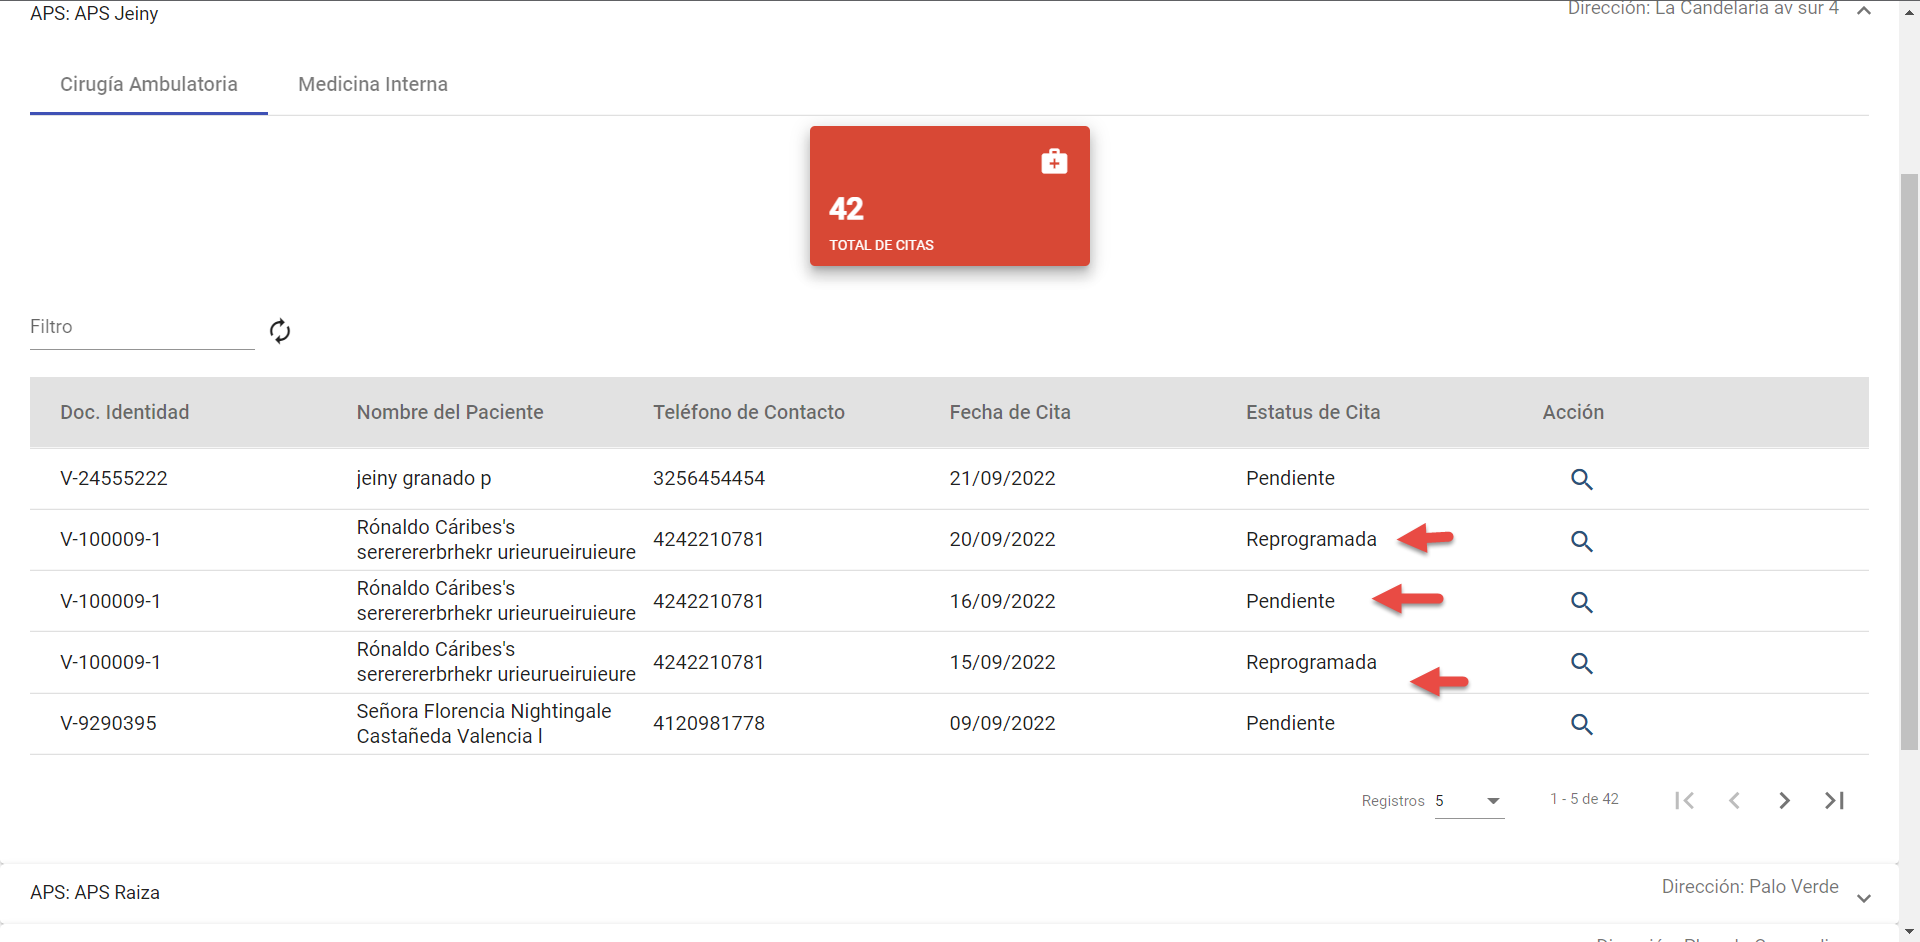 APS: APS Jeiny
Dirección: La Candelaria av sur 4
Cirugía Ambulatoria
Medicina Interna
42
TOTAL DE CITAS
Filtro
Doc. Identidad Nombre del Paciente Teléfono de Contacto Fecha de Cita Estatus de Cita Acción
V-24555222 jeiny granado p 3256454454 21/09/2022 Pendiente
V-100009-1 Rónaldo Cáribes's
sererererbrhekr urieurueiruieure 4242210781 20/09/2022 Reprogramada
V-100009-1 Rónaldo Cáribes's
sererererbrhekr urieurueiruieure 4242210781 16/09/2022 Pendiente
V-100009-1 Rónaldo Cáribes's
sererererbrhekr urieurueiruieure 4242210781 15/09/2022 Reprogramada
V-9290395 Señora Florencia Nightingale
Castañeda Valencia l 4120981778 09/09/2022 Pendiente
Registros 5 1 - 5 de 42
APS: APS Raiza
Dirección: Palo Verde